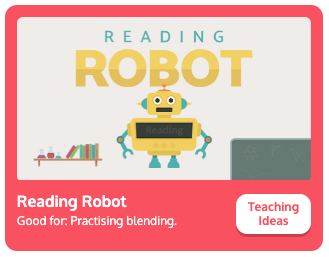 READING
ROBOT
Reading
Reading Robot
Good for: Practising blending.
Teaching
Ideas